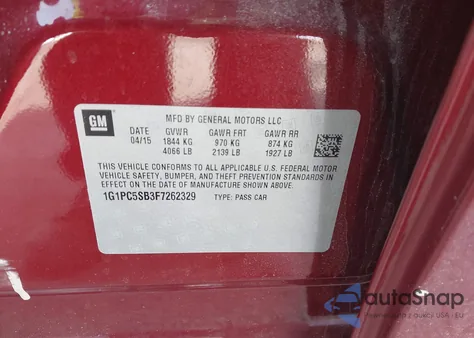 GM
MFD BY GENERAL MOTORS LLC
DATE GVWR GAWR FRT GAWR RR
04/15 1844 KG 970 KG 874 KG
4066 LB 2139 LB 1927 LB
THIS VEHICLE CONFORMS TO ALL APPLICABLE U.S. FEDERAL MOTOR
VEHICLE SAFETY, BUMPER, AND THEFT PREVENTION STANDARDS IN
EFFECT ON THE DATE OF MANUFACTURE SHOWN ABOVE.
1G1PC5SB3F7262329 TYPE: PASS CAR
autaSnap